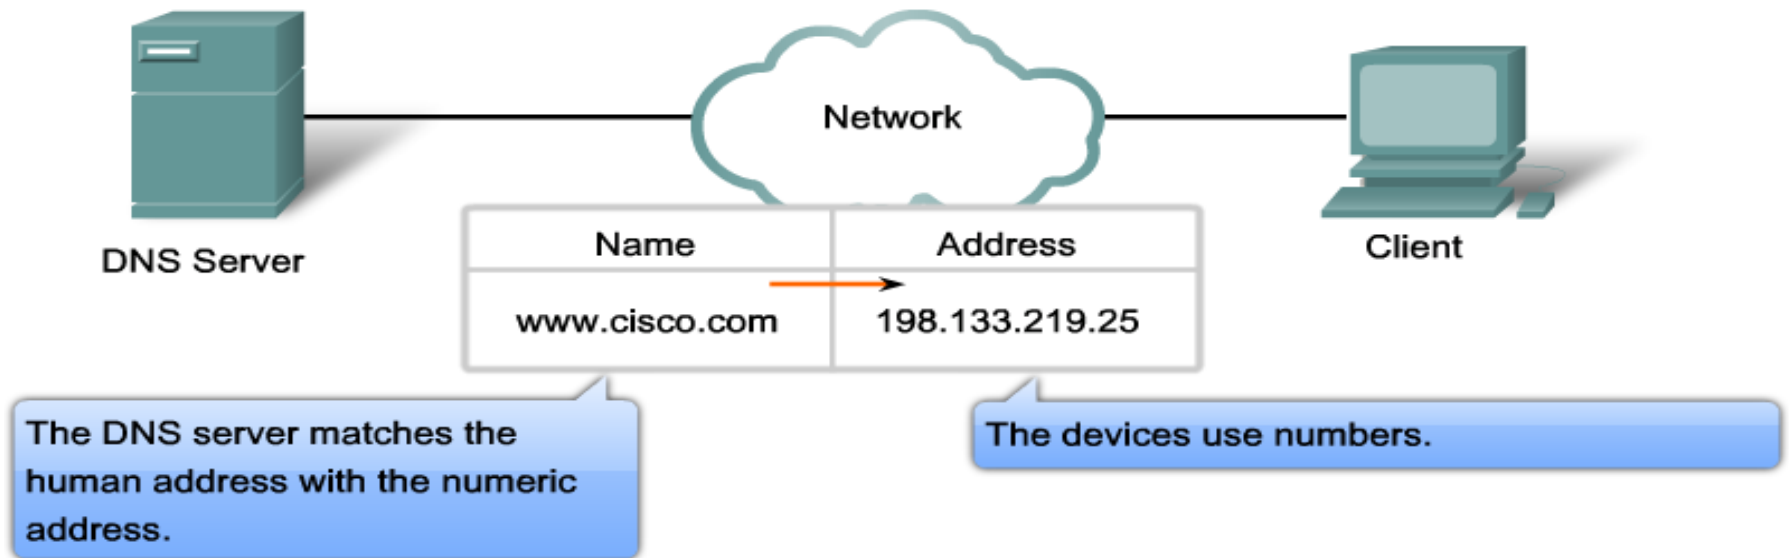 Network
DNS Server
Client
Name Address
www.cisco.com 198.133.219.25
The DNS server matches the
human address with the numeric
address.
The devices use numbers.